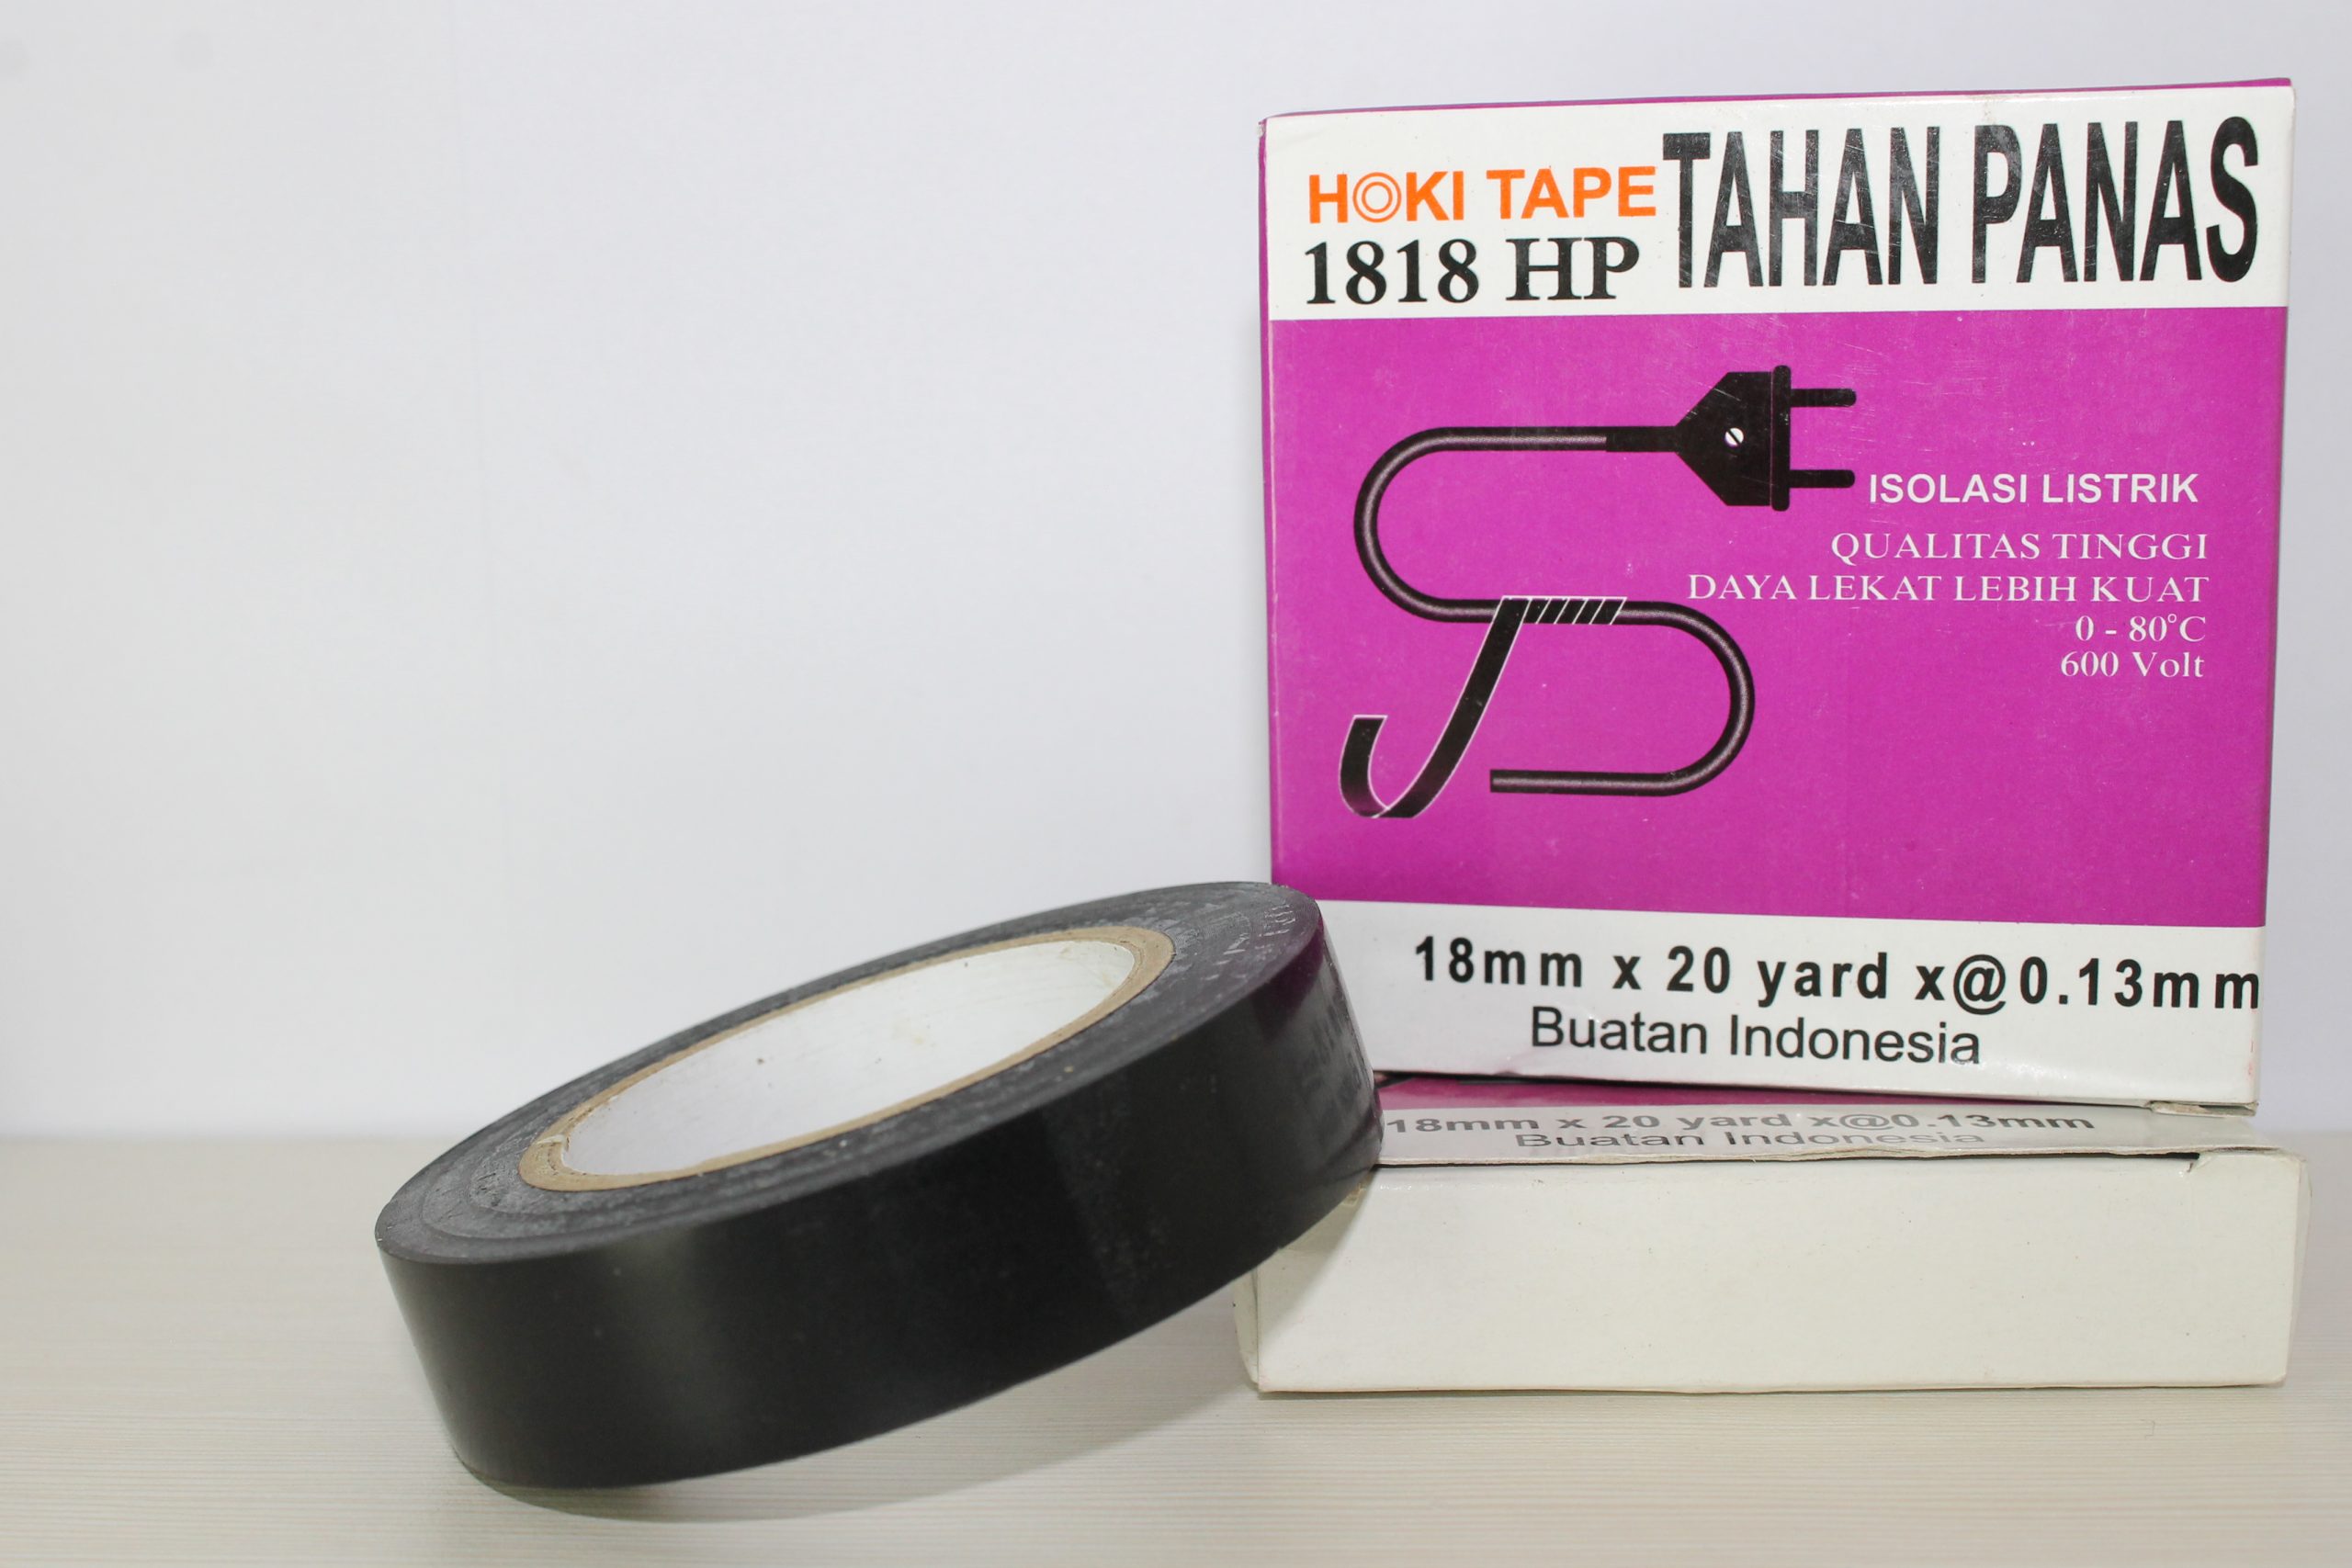 HOKI TAPE TAHAN PANAS
1818 HP
ISOLASI LISTRIK
QUALITAS TINGGI
DAYA LEKAT LEBIH KUAT
0 - 80°C
600 Volt
18mm x 20 yard x@0.13mm
Buatan Indonesia
18mm x 20 yard x@0.13mm
Buatan Indonesia